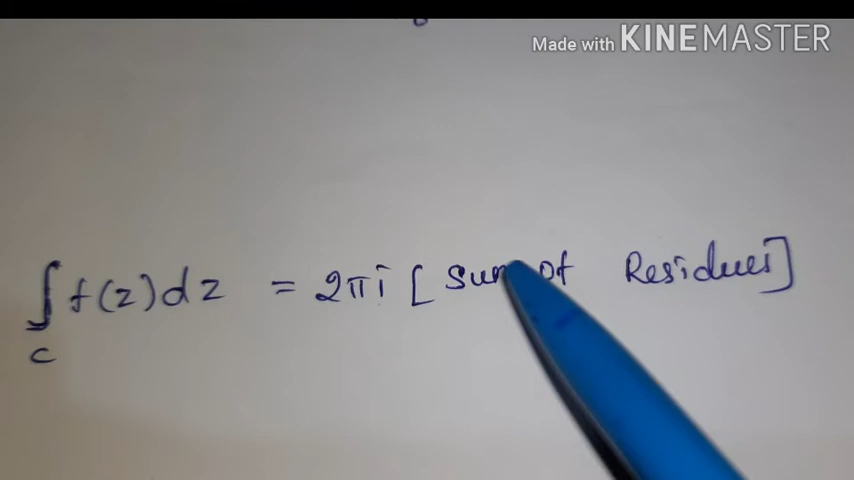 Made with KINEMASTER
∫ f(z) dz = 2πi [ Sum of Residues ]
c